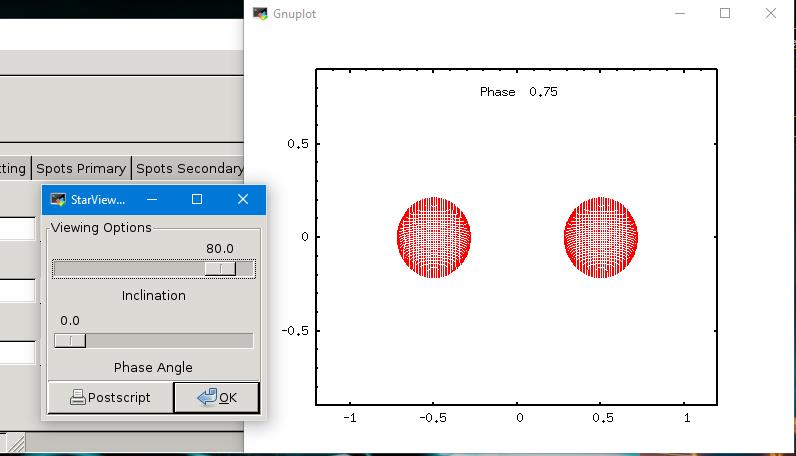 Gnuplot
Phase 0.75
0.5
0
-0.5
-1 -0.5 0 0.5 1
tting Spots Primary Spots Secondary
StarView...
Viewing Options
80.0
Inclination
0.0
Phase Angle
Postscript OK